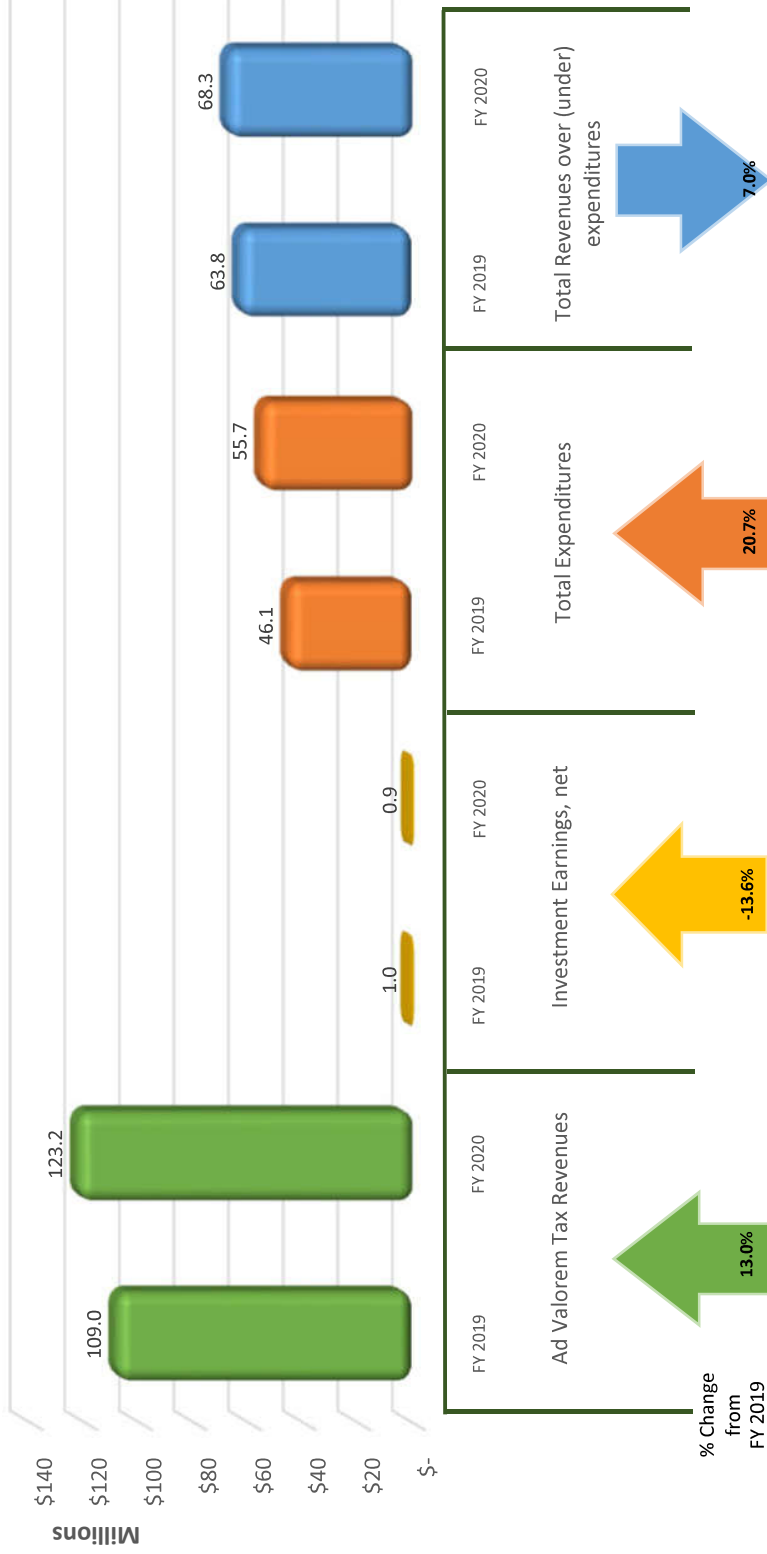 Millions
$140
$120
$100
$80
$60
$40
$20
$-
109.0
123.2
1.0
0.9
46.1
55.7
63.8
68.3
FY 2019
FY 2020
FY 2019
FY 2020
FY 2019
FY 2020
FY 2019
FY 2020
Ad Valorem Tax Revenues
Investment Earnings, net
Total Expenditures
Total Revenues over (under)
expenditures
% Change
from
FY 2019
13.0%
-13.6%
20.7%
7.0%